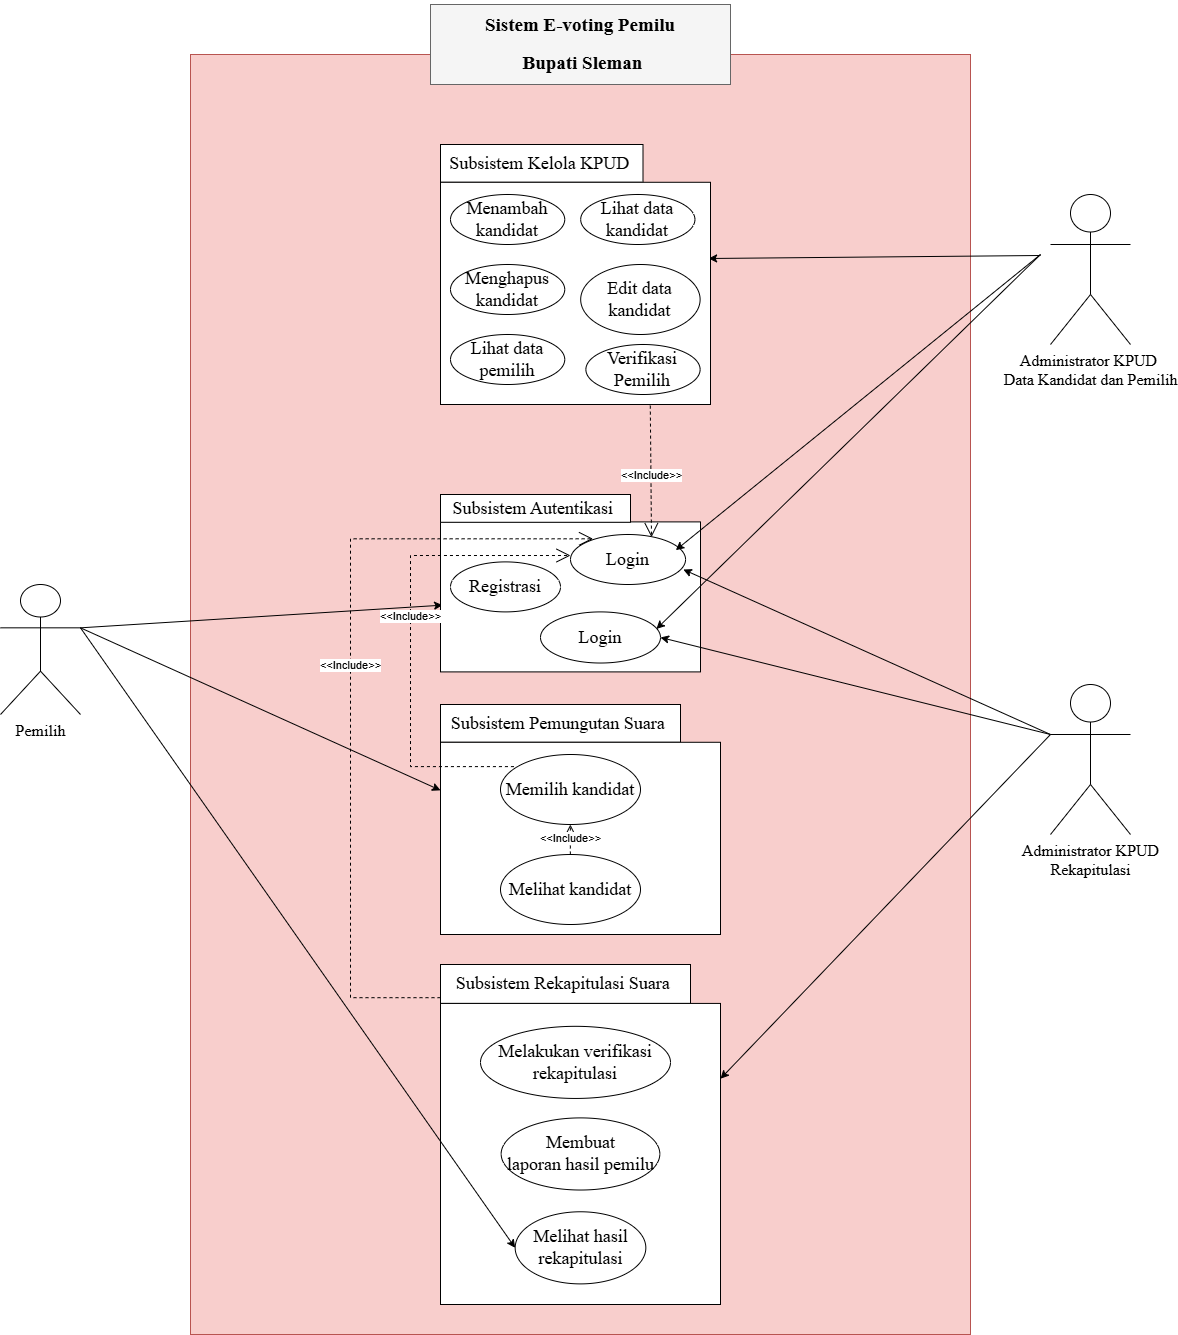 Sistem E-voting Pemilu
Bupati Sleman
Subsistem Kelola KPUD
Menambah
kandidat
Lihat data
kandidat
Menghapus
kandidat
Edit data
kandidat
Lihat data
pemilih
Verifikasi
Pemilih
Administrator KPUD
Data Kandidat dan Pemilih
<<Include>>
Subsistem Autentikasi
Login
Registrasi
Login
<<Include>>
<<Include>>
Pemilih
Subsistem Pemungutan Suara
Memilih kandidat
<<Include>>
Melihat kandidat
Administrator KPUD
Rekapitulasi
Subsistem Rekapitulasi Suara
Melakukan verifikasi
rekapitulasi
Membuat
laporan hasil pemilu
Melihat hasil
rekapitulasi